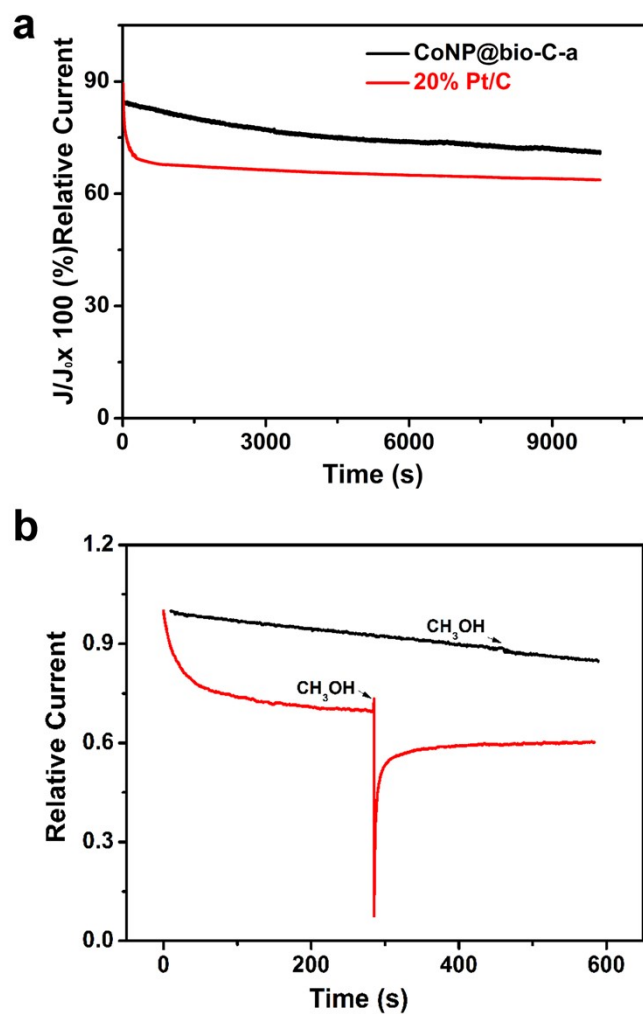 a
CoNP@bio-C-a
20% Pt/C
J/J₀x 100 (%)Relative Current
90
60
30
0
0 3000 6000 9000
Time (s)
b
1.2
0.9
0.6
0.3
0.0
CH₃OH
CH₃OH
Relative Current
0 200 400 600
Time (s)